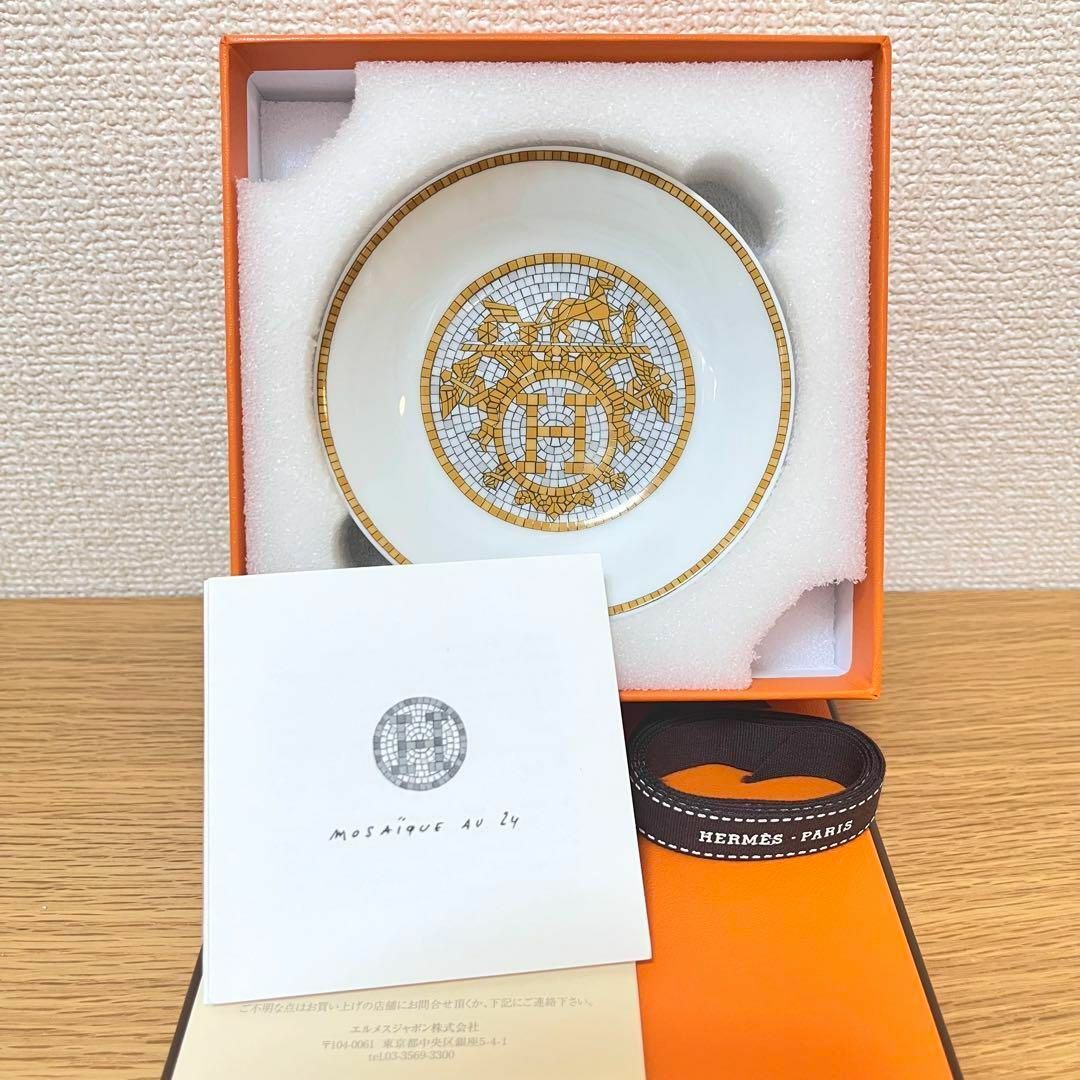 H
H
MOSAÏQUE AU 24
HERMÈS - PARIS
ご不明な点はお買い上げの店舗にお問合せ頂くか、下記にご連絡下さい。
エルメスジャポン株式会社
〒104-0061 東京都中央区銀座5-4-1
tel.03-3569-3300